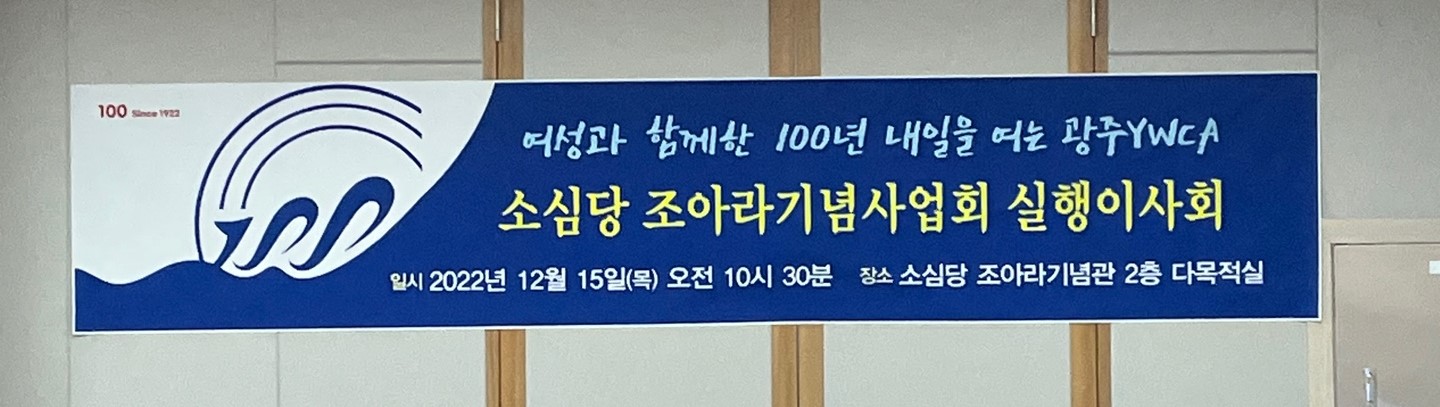 100 Since 1922
여성과 함께한 100년 내일을 여는 광주YWCA
소심당 조아라기념사업회 실행이사회
일시 2022년 12월 15일(목) 오전 10시 30분 장소 소심당 조아라기념관 2층 다목적실